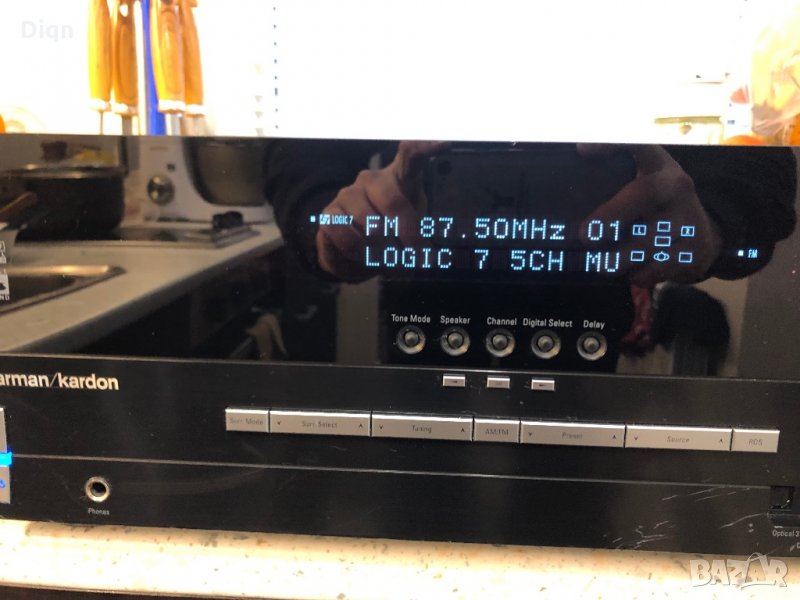 Diqn
LOGIC 7
FM 87.50MHz 01
LOGIC 7 5CH MU
FM
Tone Mode Speaker Channel Digital Select Delay
arman/kardon
Surr. Mode Surr. Select Tuning AM/FM Preset Source RDS
Phones
Optical 3
BAZAR